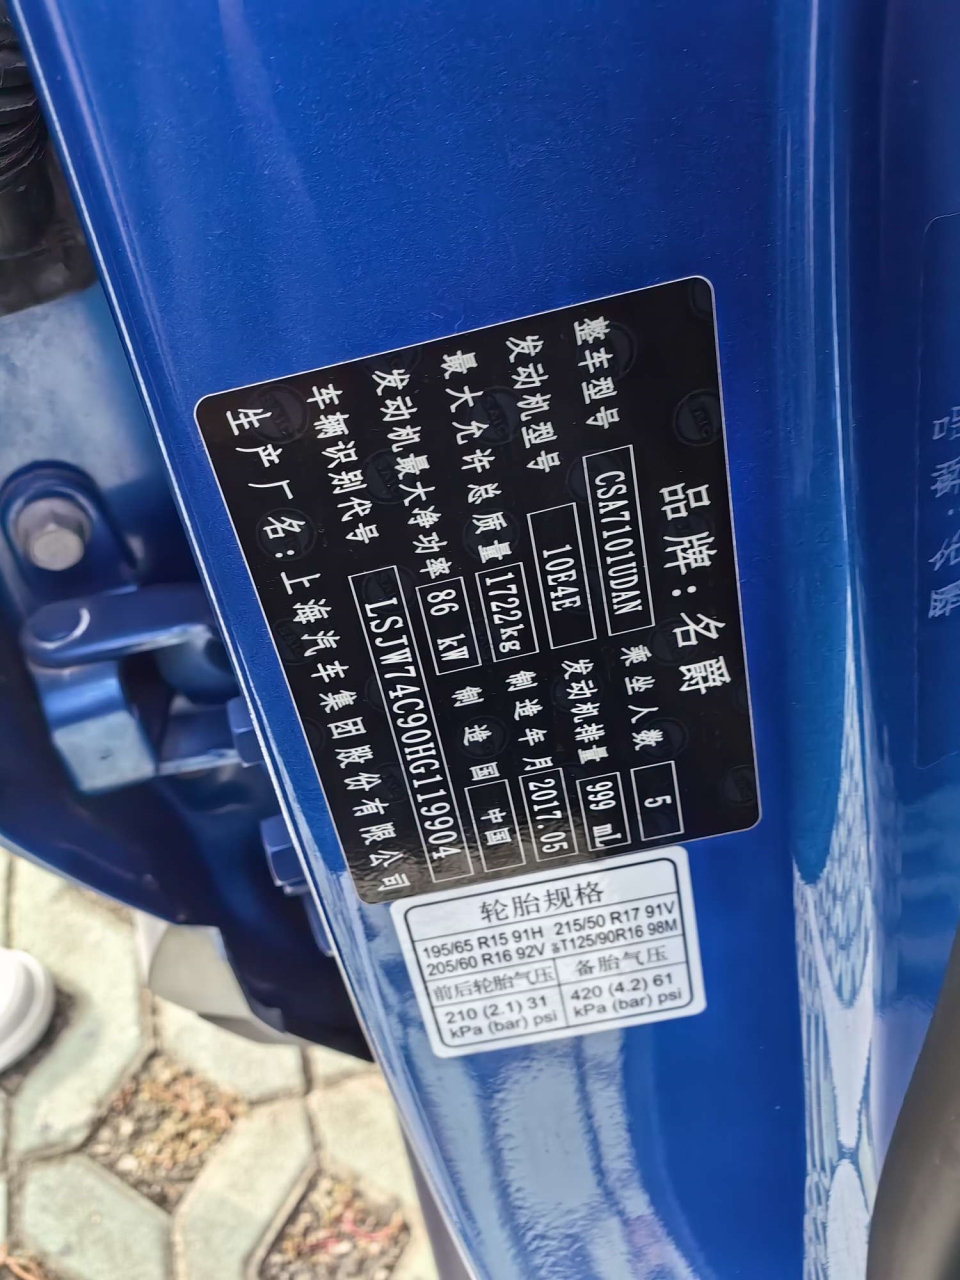 品牌：名爵
整车型号 CSA7101UDAN 乘坐人数 5
发动机型号 10E4E 发动机排量 999 mL
最大允许总质量 1722kg 制造年月 2017.05
发动机最大净功率 86 kW 制造国 中国
车辆识别代号 LSJW74C90HG119904
生产厂名：上海汽车集团股份有限公司
轮胎规格
195/65 R15 91H 215/50 R17 91V
205/60 R16 92V 备T125/90R16 98M
前后轮胎气压 备胎气压
210 (2.1) 31 420 (4.2) 61
kPa (bar) psi kPa (bar) psi